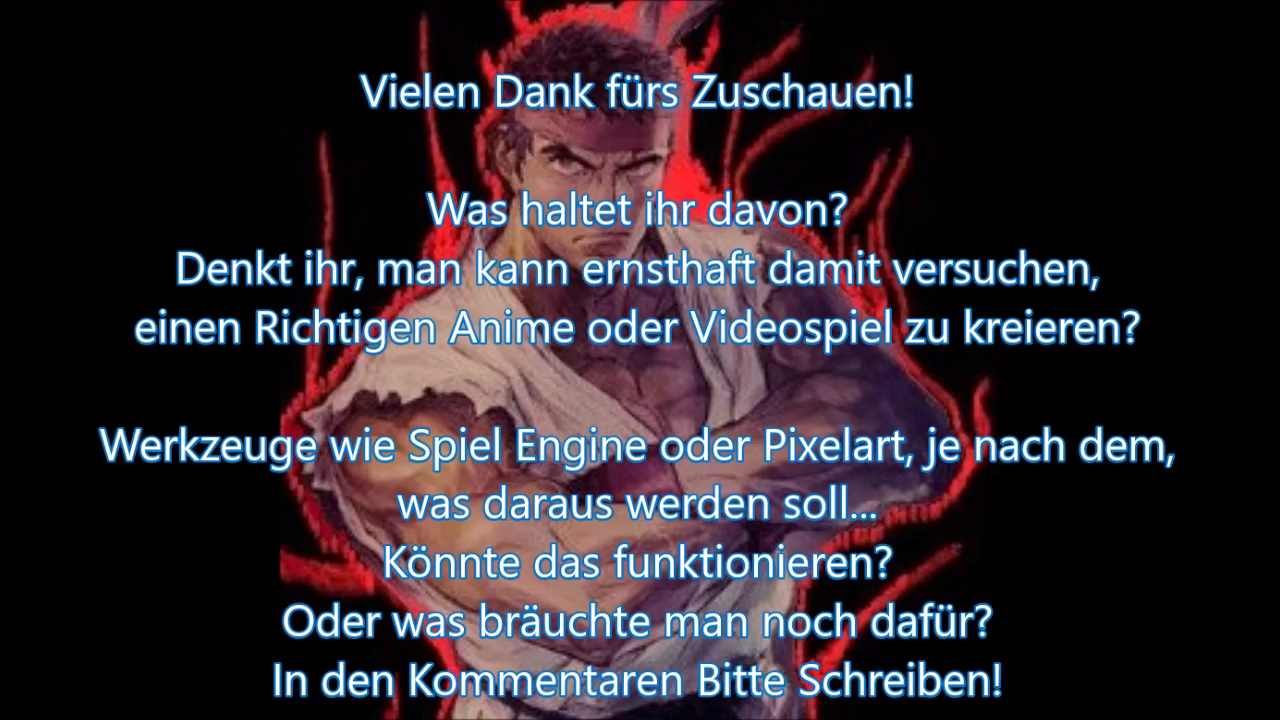 Vielen Dank fürs Zuschauen!
Was haltet ihr davon?
Denkt ihr, man kann ernsthaft damit versuchen,
einen Richtigen Anime oder Videospiel zu kreieren?
Werkzeuge wie Spiel Engine oder Pixelart, je nach dem,
was daraus werden soll...
Könnte das funktionieren?
Oder was bräuchte man noch dafür?
In den Kommentaren Bitte Schreiben!